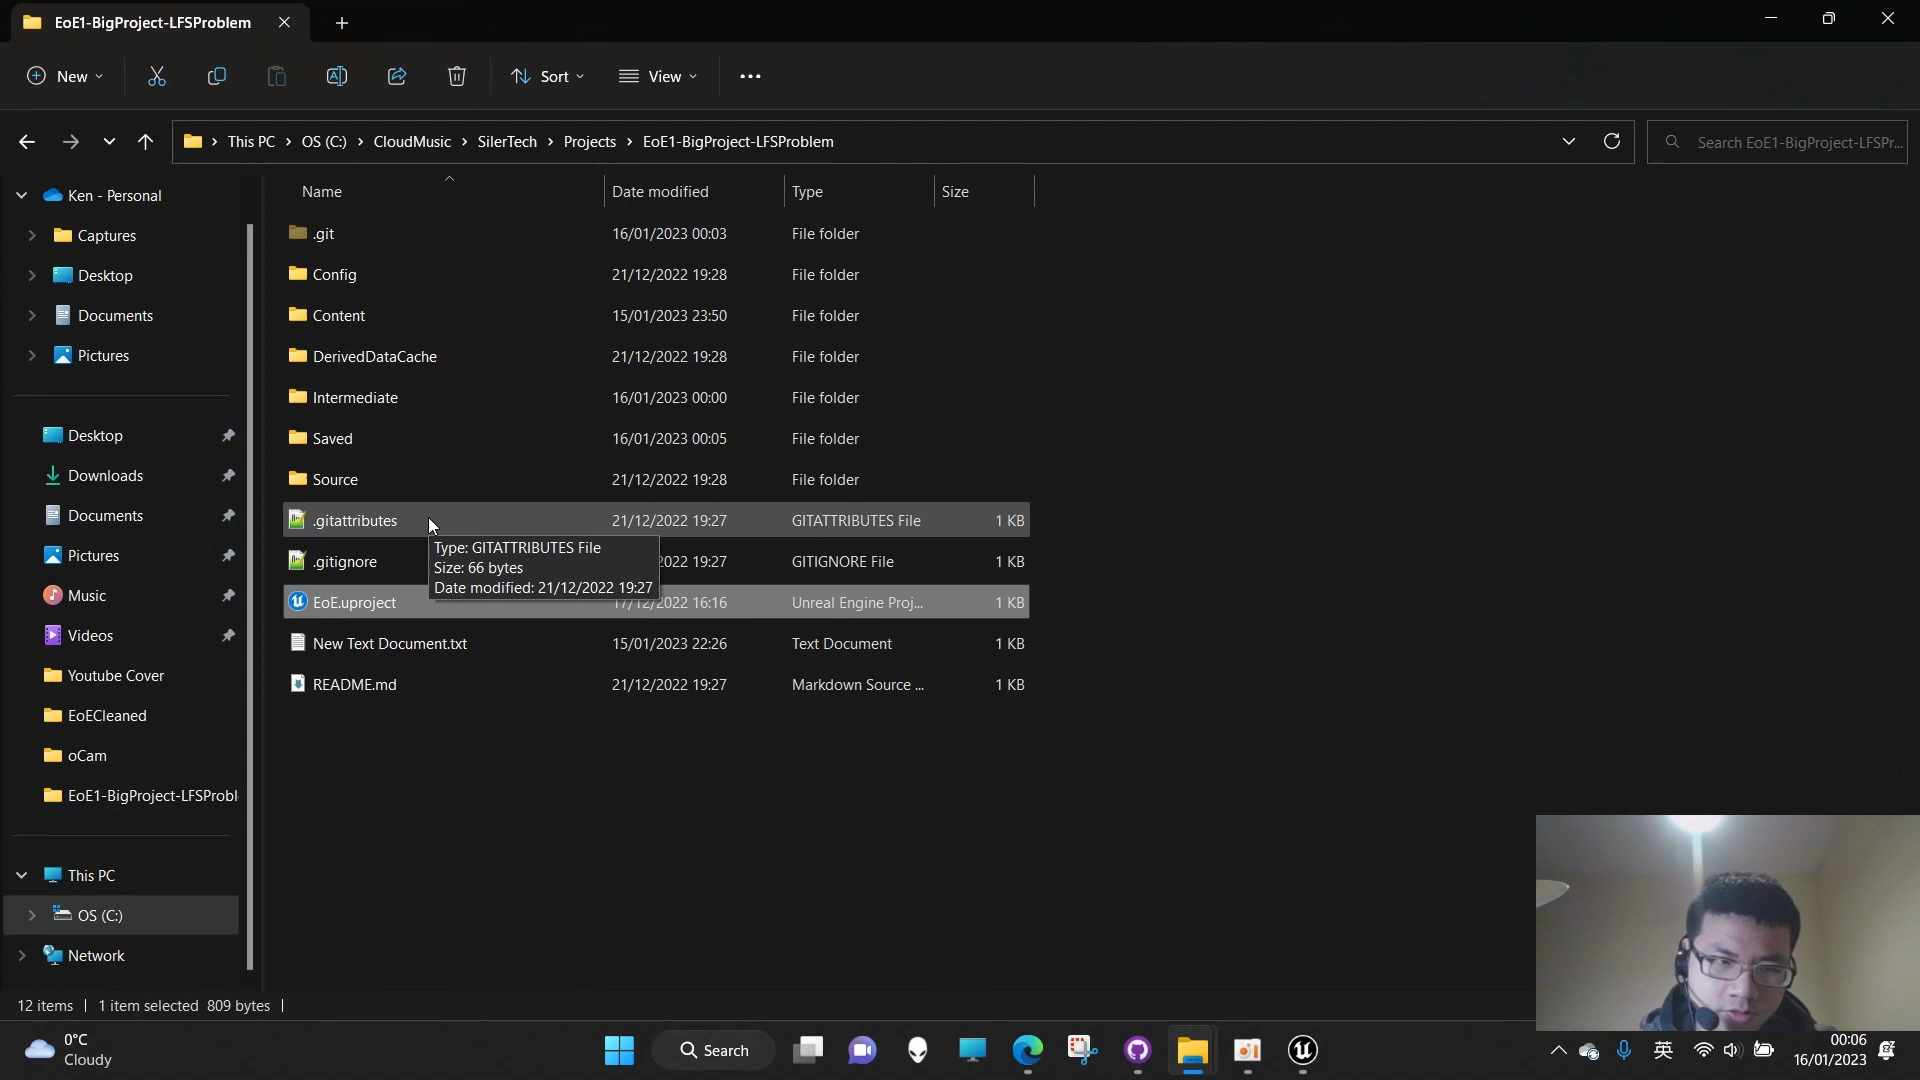 EoE1-BigProject-LFSProblem
New
Sort
View
This PC
OS (C:)
CloudMusic
SilerTech
Projects
EoE1-BigProject-LFSProblem
Search EoE1-BigProject-LFSPr...
Ken - Personal
Captures
Desktop
Documents
Pictures
Desktop
Downloads
Documents
Pictures
Music
Videos
Youtube Cover
EoECleaned
oCam
EoE1-BigProject-LFSProbl
This PC
OS (C:)
Network
Name Date modified Type Size
.git 16/01/2023 00:03 File folder
Config 21/12/2022 19:28 File folder
Content 15/01/2023 23:50 File folder
DerivedDataCache 21/12/2022 19:28 File folder
Intermediate 16/01/2023 00:00 File folder
Saved 16/01/2023 00:05 File folder
Source 21/12/2022 19:28 File folder
.gitattributes 21/12/2022 19:27 GITATTRIBUTES File 1 KB
Type: GITATTRIBUTES File
Size: 66 bytes
Date modified: 21/12/2022 19:27
.gitignore 2022 19:27 GITIGNORE File 1 KB
EoE.uproject 17/12/2022 16:16 Unreal Engine Proj... 1 KB
New Text Document.txt 15/01/2023 22:26 Text Document 1 KB
README.md 21/12/2022 19:27 Markdown Source ... 1 KB
12 items 1 item selected 809 bytes
0°C
Cloudy
Search
英
00:06
16/01/2023